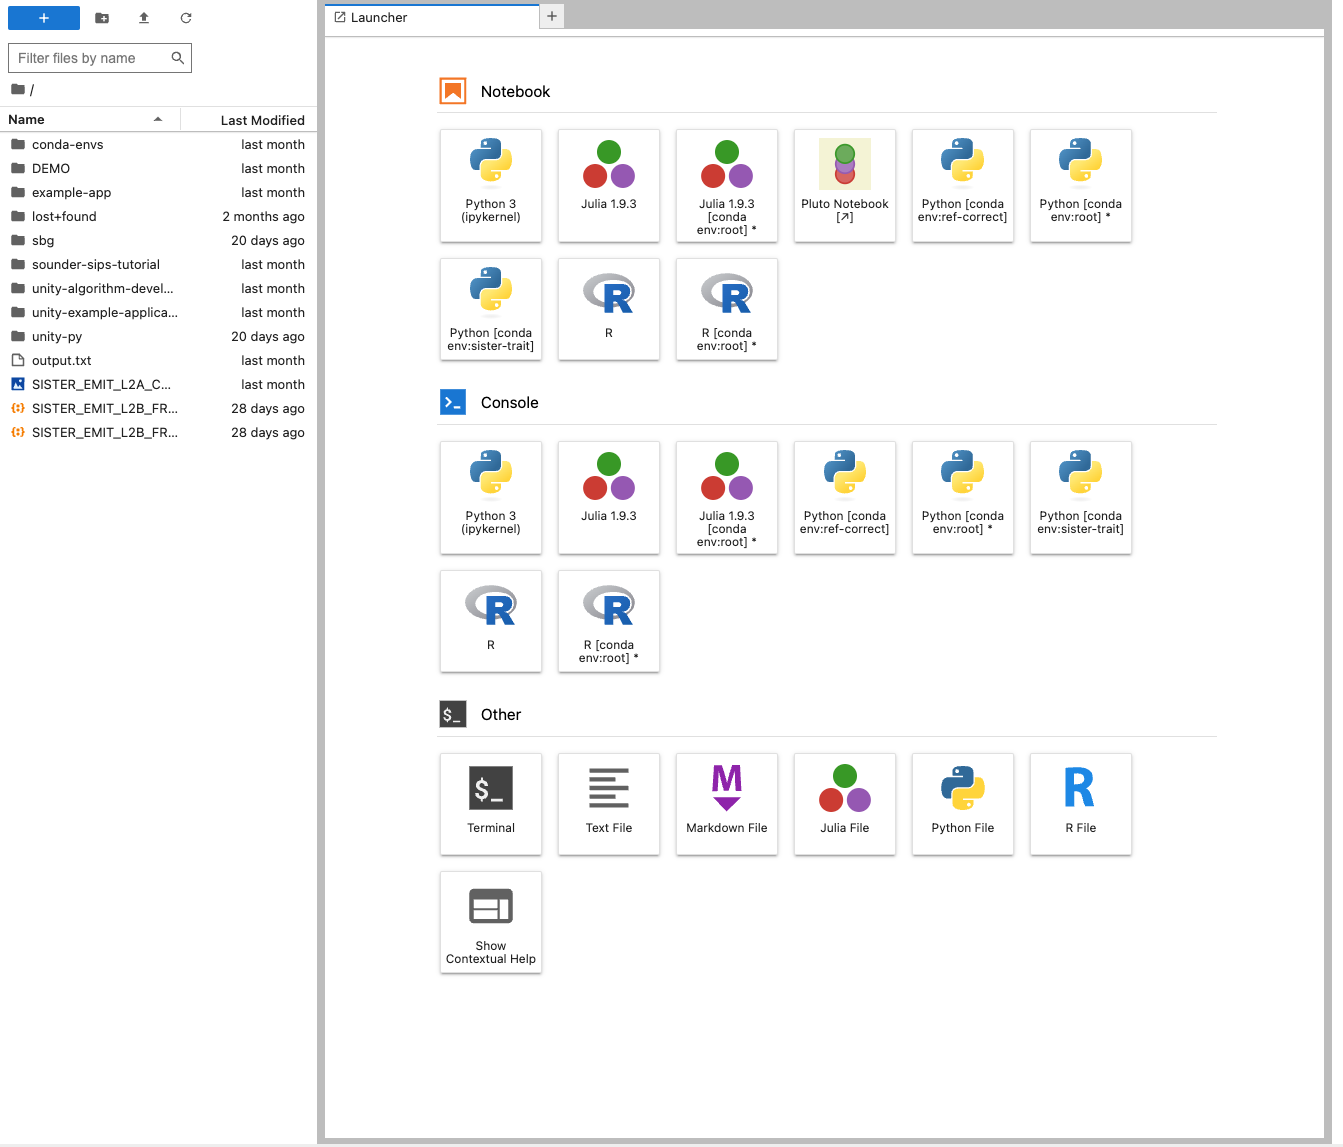 Filter files by name
/
Name Last Modified
conda-envs last month
DEMO last month
example-app last month
lost+found 2 months ago
sbg 20 days ago
sounder-sips-tutorial last month
unity-algorithm-devel... last month
unity-example-applica... last month
unity-py 20 days ago
output.txt last month
SISTER_EMIT_L2A_C... last month
SISTER_EMIT_L2B_FR... 28 days ago
SISTER_EMIT_L2B_FR... 28 days ago
Launcher
Notebook
Python 3
(ipykernel)
Julia 1.9.3
Julia 1.9.3
[conda
env:root] *
Pluto Notebook
[↗]
Python [conda
env:ref-correct]
Python [conda
env:root] *
Python [conda
env:sister-trait]
R
R [conda
env:root] *
Console
Python 3
(ipykernel)
Julia 1.9.3
Julia 1.9.3
[conda
env:root] *
Python [conda
env:ref-correct]
Python [conda
env:root] *
Python [conda
env:sister-trait]
R
R [conda
env:root] *
$_ Other
$_
Terminal
Text File
M
Markdown File
Julia File
Python File
R
R File
Show
Contextual Help